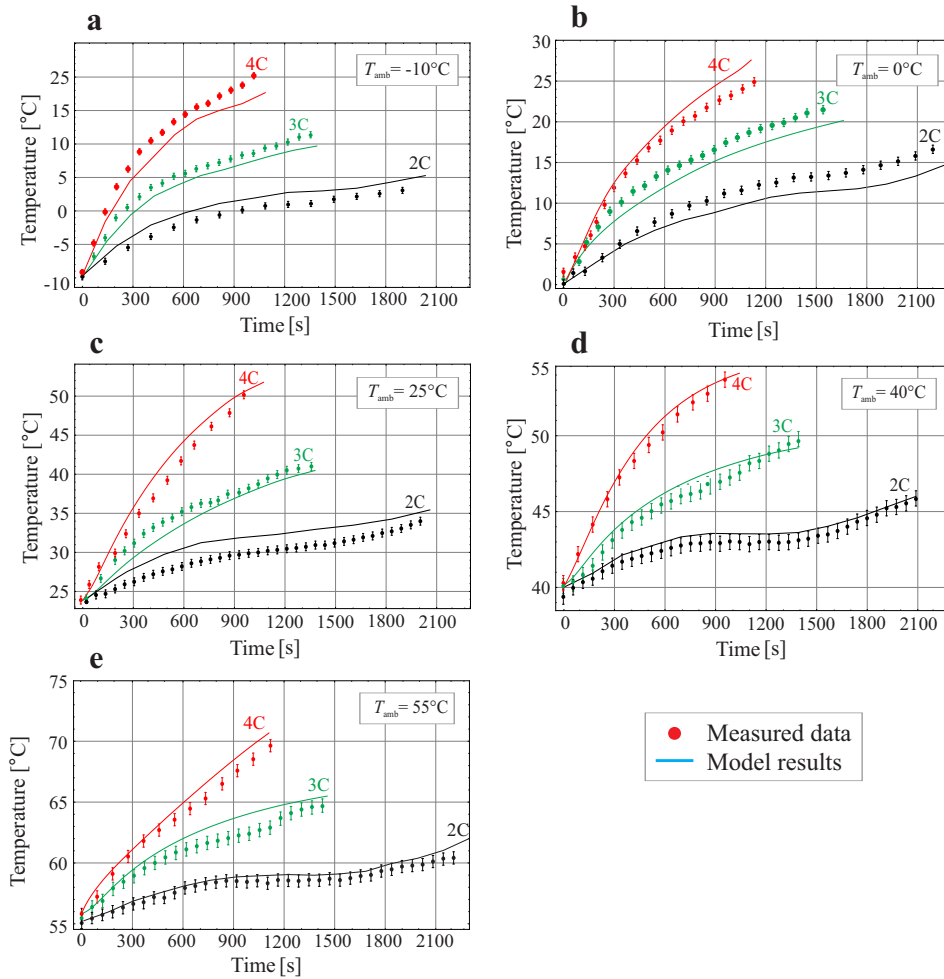 a
25
20
15
10
5
0
-5
-10
Temperature [°C]
4C
3C
2C
T amb = -10°C
0 300 600 900 1200 1500 1800 2100
Time [s]
b
30
25
20
15
10
5
0
Temperature [°C]
4C
3C
2C
T amb = 0°C
0 300 600 900 1200 1500 1800 2100
Time [s]
c
50
45
40
35
30
25
Temperature [°C]
4C
3C
2C
T amb = 25°C
0 300 600 900 1200 1500 1800 2100
Time [s]
d
55
50
45
40
Temperature [°C]
4C
3C
2C
T amb = 40°C
0 300 600 900 1200 1500 1800 2100
Time [s]
e
75
70
65
60
55
Temperature [°C]
4C
3C
2C
T amb = 55°C
0 300 600 900 1200 1500 1800 2100
Time [s]
Measured data
Model results